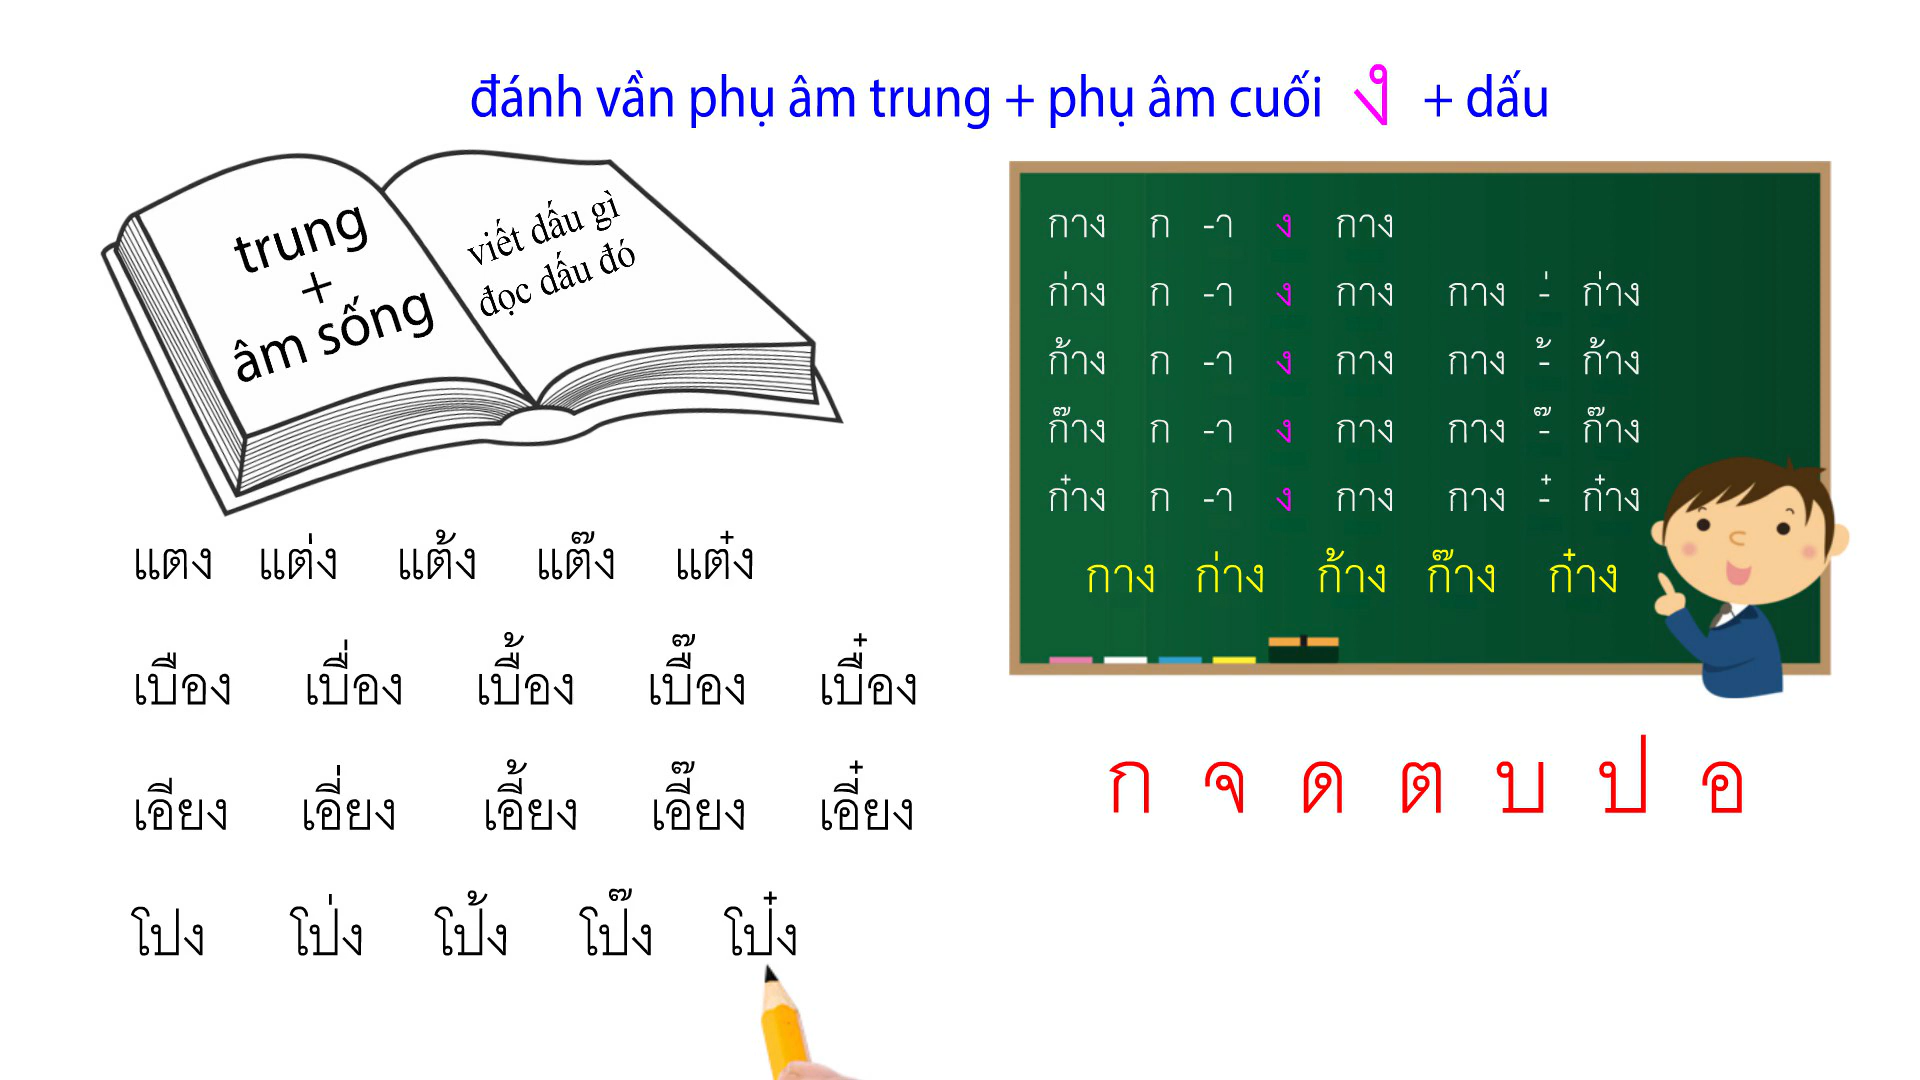 đánh vần phụ âm trung + phụ âm cuối ง + dấu
trung
+
âm sống
viết dấu gì
đọc dấu đó
กาง ก -า ง กาง
ก่าง ก -า ง กาง กาง -่ ก่าง
ก้าง ก -า ง กาง กาง -้ ก้าง
ก๊าง ก -า ง กาง กาง -๊ ก๊าง
ก๋าง ก -า ง กาง กาง -๋ ก๋าง
กาง ก่าง ก้าง ก๊าง ก๋าง
แตง แต่ง แต้ง แต๊ง แต๋ง
เบือง เบื่อง เบื้อง เบื๊อง เบื๋อง
เอียง เอี่ยง เอี้ยง เอี๊ยง เอี๋ยง
โปง โป่ง โป้ง โป๊ง โป๋ง
ก จ ด ต บ ป อ